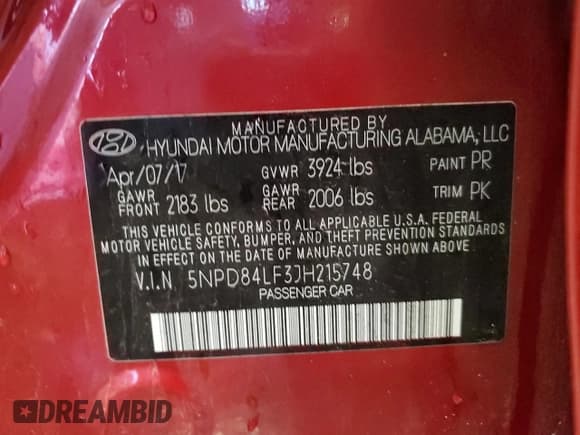 MANUFACTURED BY
HYUNDAI MOTOR MANUFACTURING ALABAMA, LLC
Apr/07/17 GVWR 3924 lbs PAINT PR
GAWR FRONT 2183 lbs GAWR REAR 2006 lbs TRIM PK
THIS VEHICLE CONFORMS TO ALL APPLICABLE U.S.A. FEDERAL
MOTOR VEHICLE SAFETY, BUMPER, AND THEFT PREVENTION STANDARDS
IN EFFECT ON THE DATE OF MANUFACTURE SHOWN ABOVE.
V.I.N 5NPD84LF3JH215748
PASSENGER CAR
DREAMBID